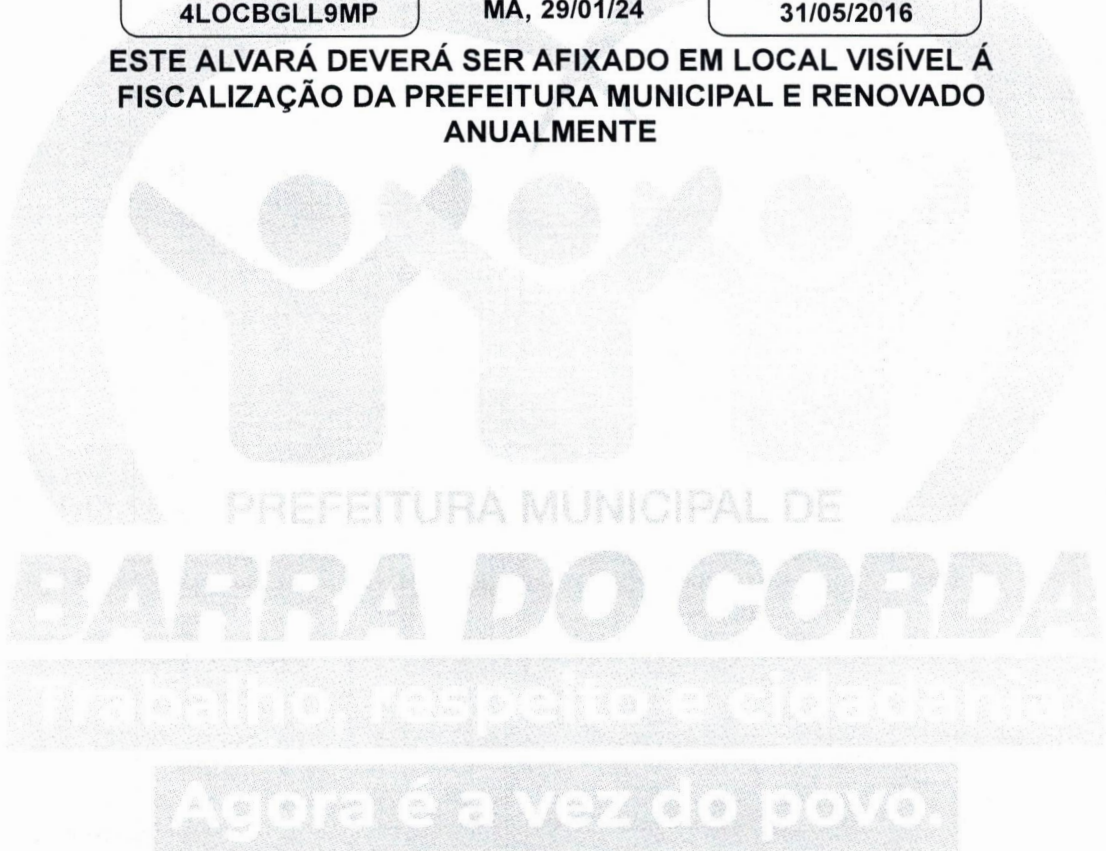 4LOCBGLL9MP MA, 29/01/24 31/05/2016
ESTE ALVARÁ DEVERÁ SER AFIXADO EM LOCAL VISÍVEL Á
FISCALIZAÇÃO DA PREFEITURA MUNICIPAL E RENOVADO
ANUALMENTE
PREFEITURA MUNICIPAL DE
BARRA DO CORDA
Trabalho, respeito e cidadania!
Agora é a vez do povo.